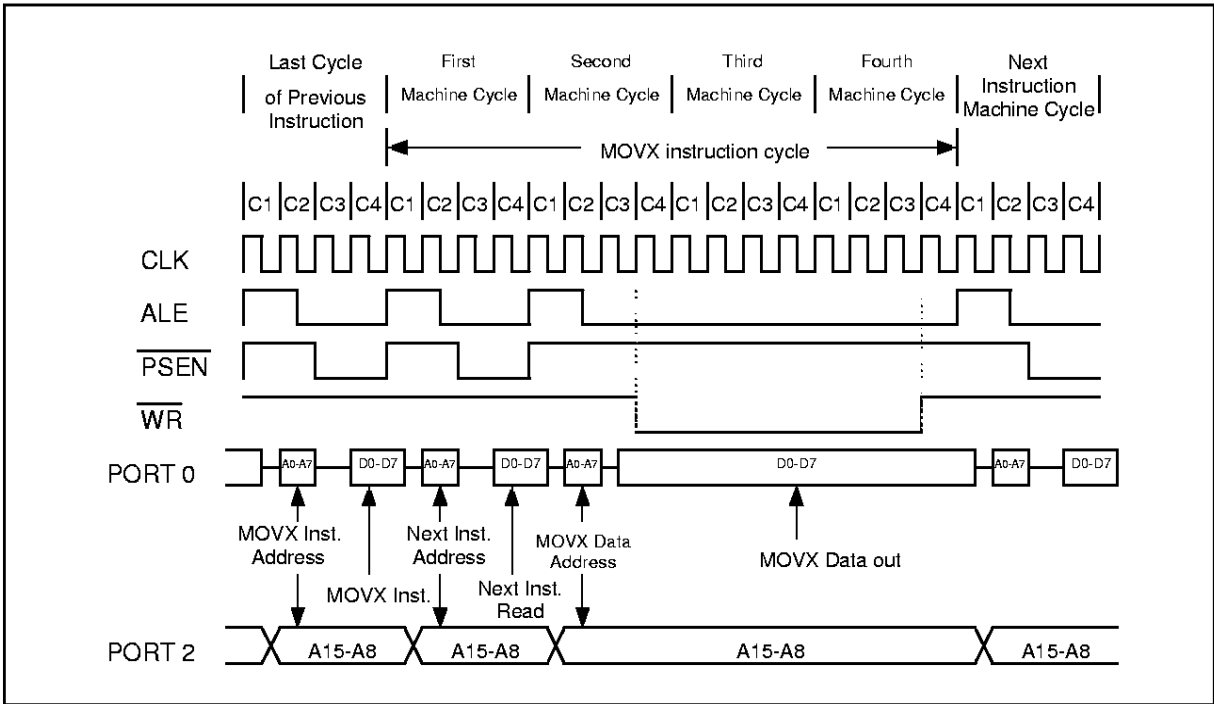 Last Cycle of Previous Instruction
First Machine Cycle
Second Machine Cycle
Third Machine Cycle
Fourth Machine Cycle
Next Instruction Machine Cycle
MOVX instruction cycle
C1 C2 C3 C4 C1 C2 C3 C4 C1 C2 C3 C4 C1 C2 C3 C4 C1 C2 C3 C4 C1 C2 C3 C4
CLK
ALE
PSEN
WR
PORT 0
A0-A7 D0-D7 A0-A7 D0-D7 A0-A7 D0-D7 A0-A7 D0-D7
MOVX Inst. Address
MOVX Inst.
Next Inst. Address
Next Inst. Read
MOVX Data Address
MOVX Data out
PORT 2
A15-A8 A15-A8 A15-A8 A15-A8